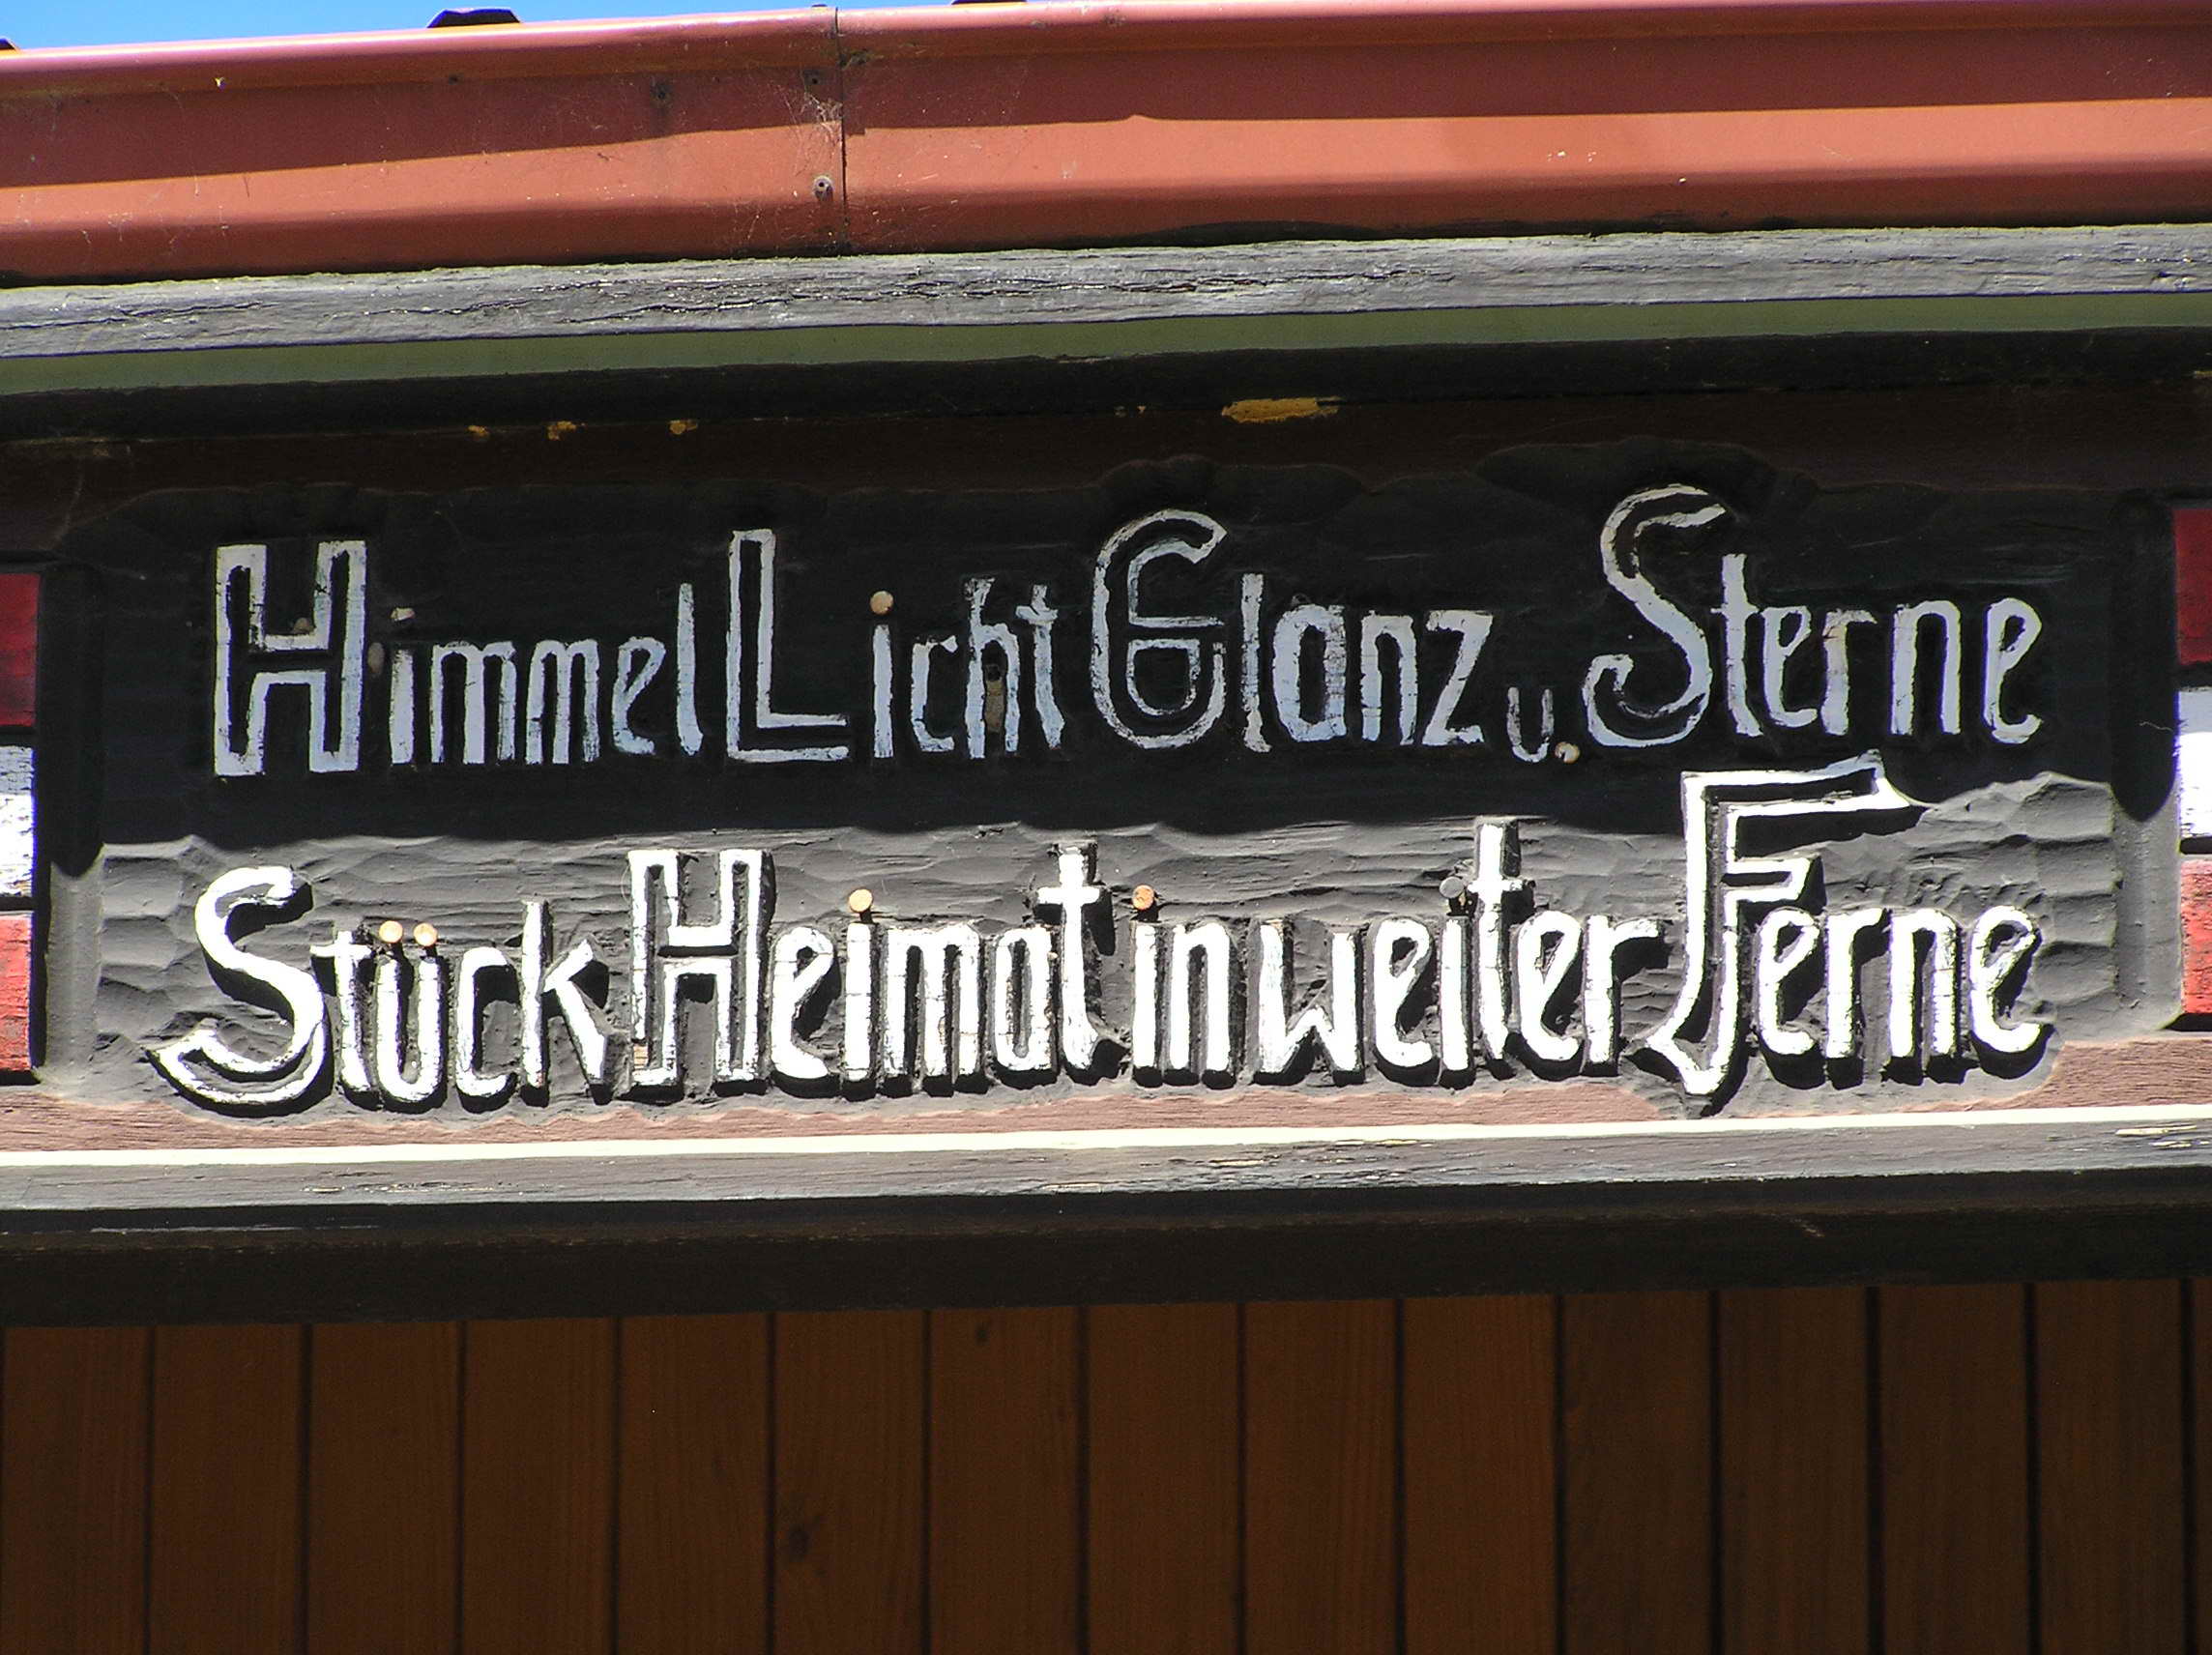 Himmel Licht Glanz u. Sterne
Stück Heimat in weiter Ferne